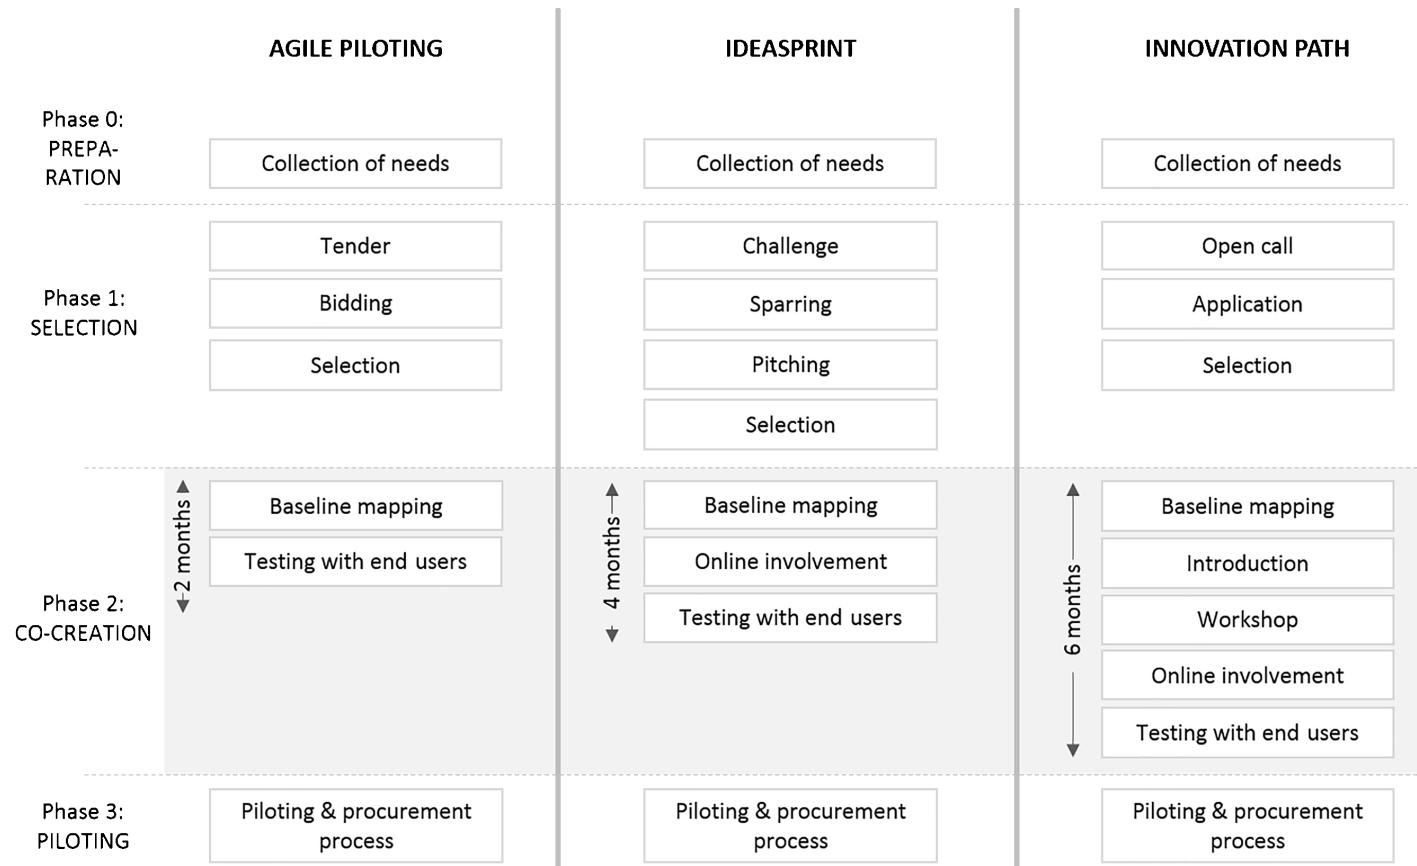 AGILE PILOTING
IDEASPRINT
INNOVATION PATH
Phase 0:
PREPA-
RATION
Collection of needs
Collection of needs
Collection of needs
Phase 1:
SELECTION
Tender
Bidding
Selection
Challenge
Sparring
Pitching
Selection
Open call
Application
Selection
Phase 2:
CO-CREATION
2 months
Baseline mapping
Testing with end users
4 months
Baseline mapping
Online involvement
Testing with end users
6 months
Baseline mapping
Introduction
Workshop
Online involvement
Testing with end users
Phase 3:
PILOTING
Piloting & procurement
process
Piloting & procurement
process
Piloting & procurement
process